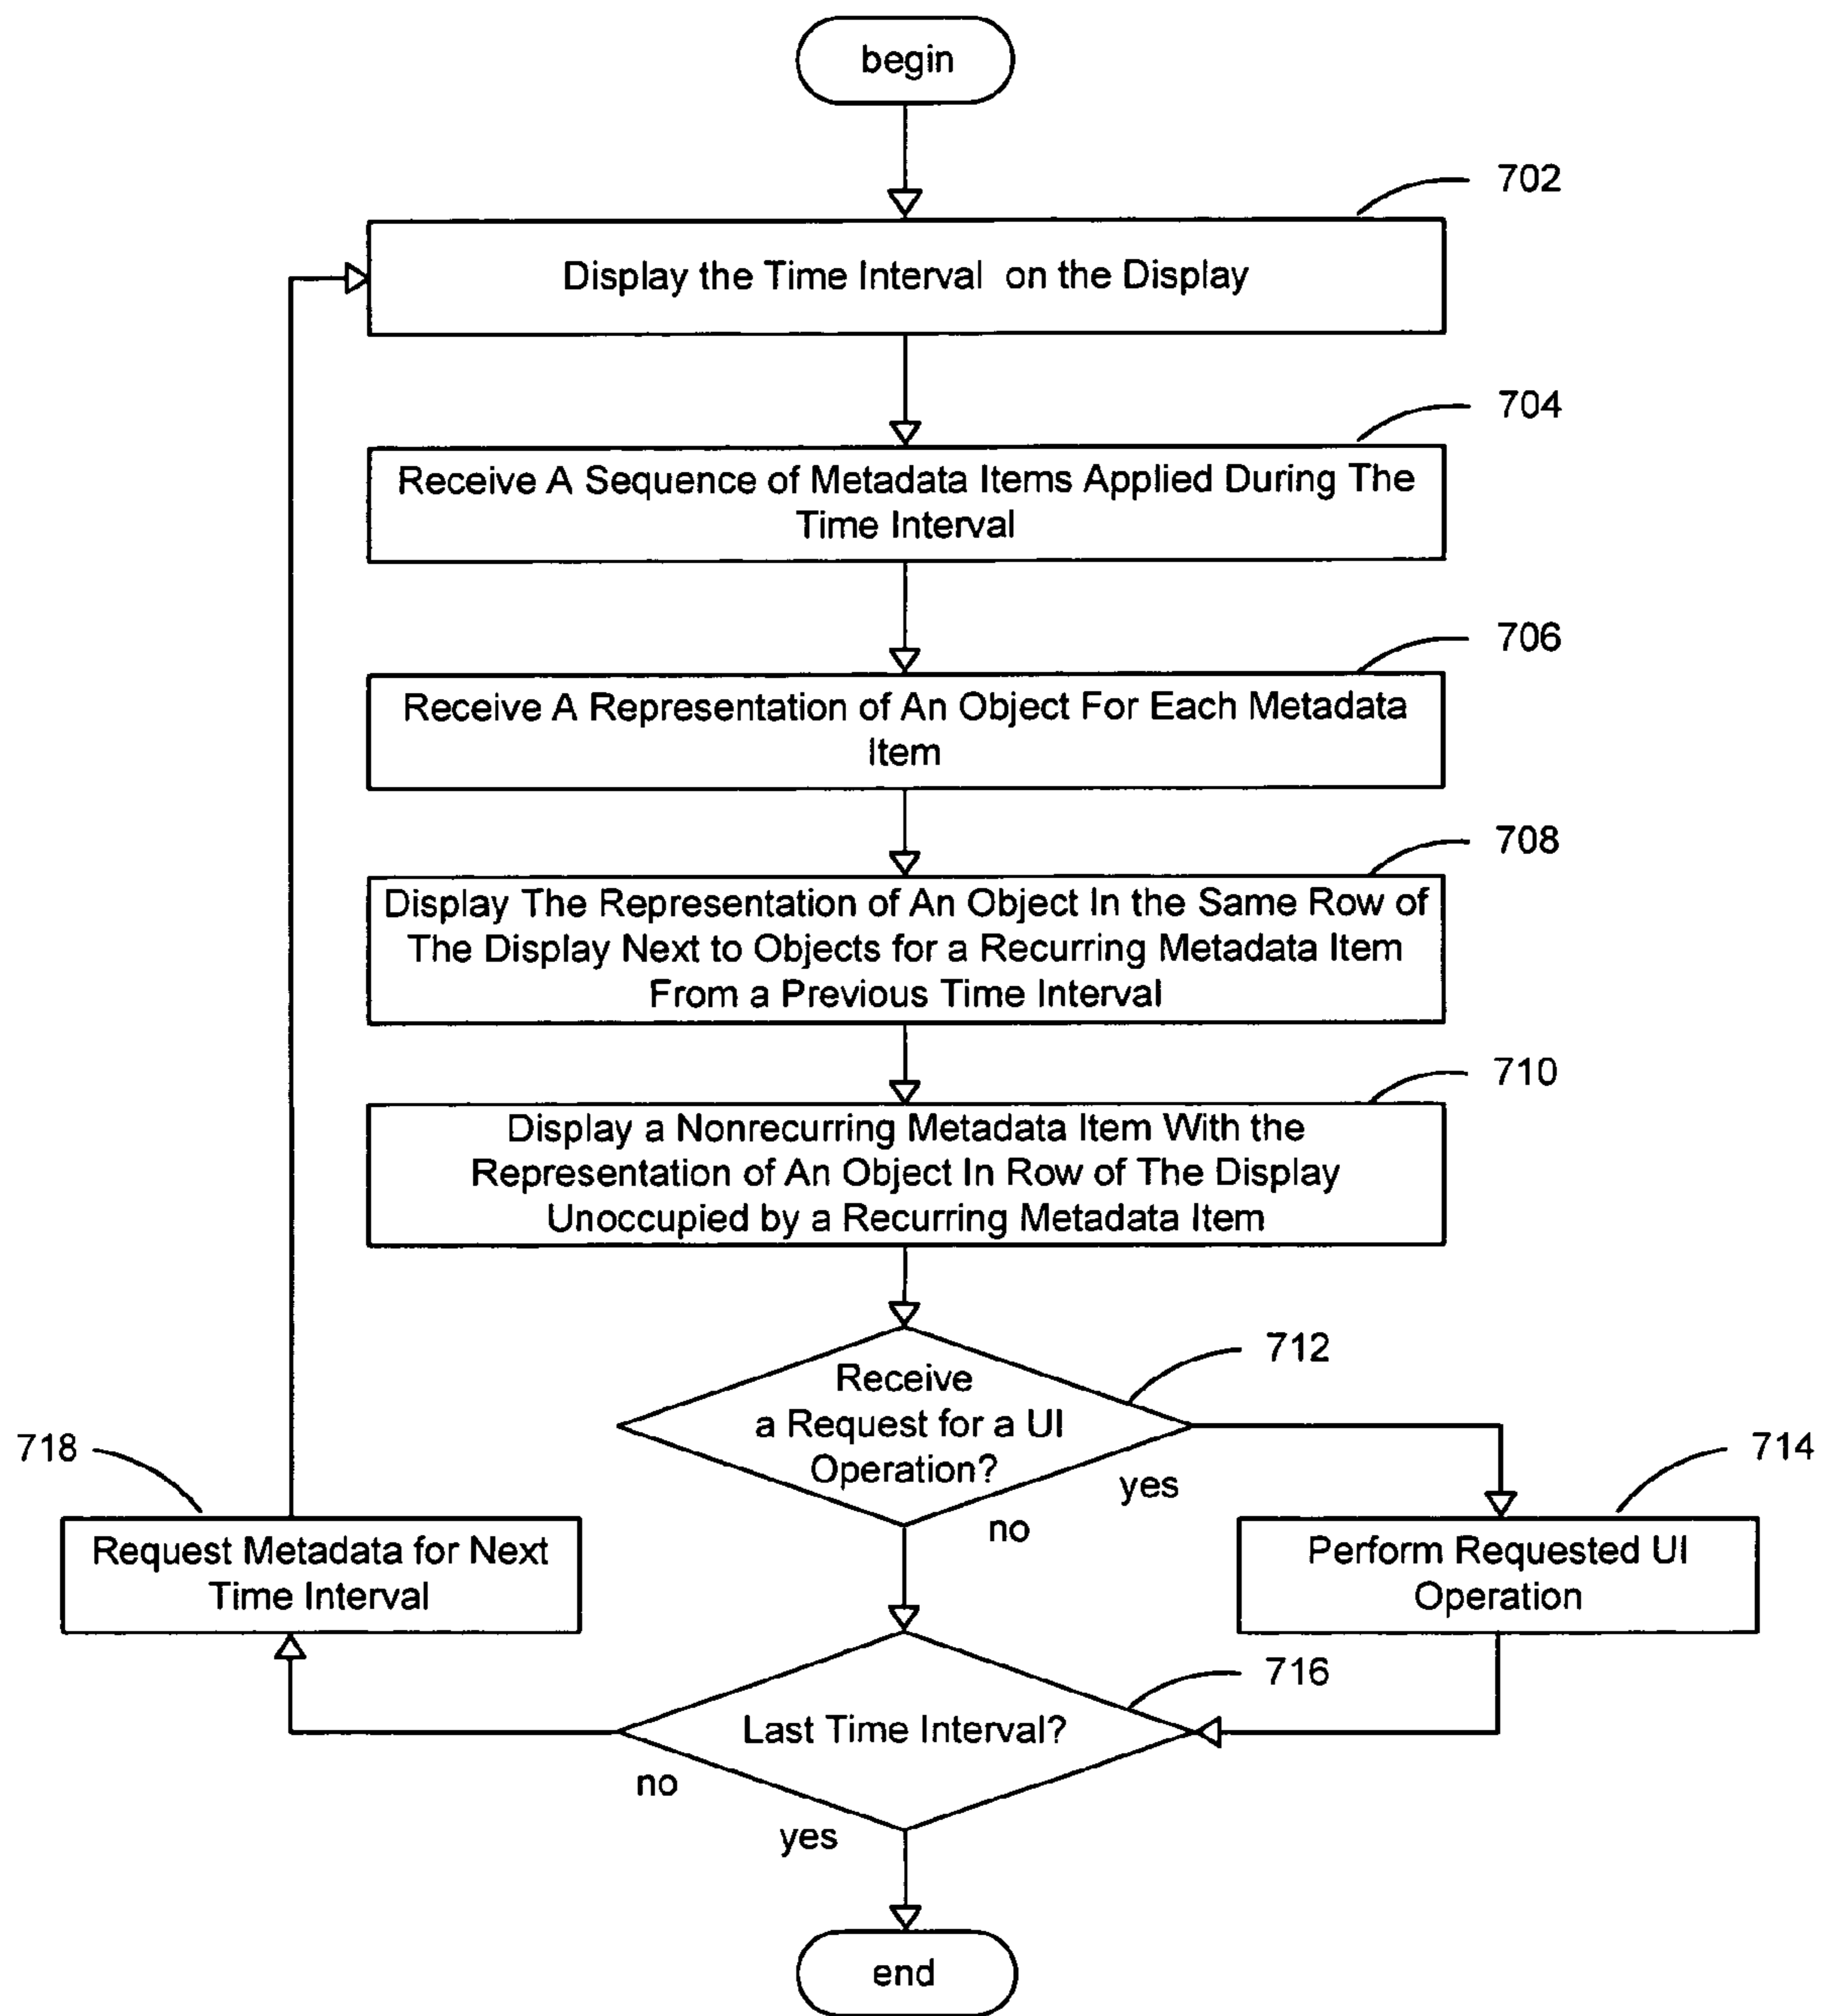 begin
702
Display the Time Interval on the Display
704
Receive A Sequence of Metadata Items Applied During The
Time Interval
706
Receive A Representation of An Object For Each Metadata
Item
708
Display The Representation of An Object In the Same Row of
The Display Next to Objects for a Recurring Metadata Item
From a Previous Time Interval
710
Display a Nonrecurring Metadata Item With the
Representation of An Object In Row of The Display
Unoccupied by a Recurring Metadata Item
712
Receive
a Request for a UI
Operation?
yes
no
714
Perform Requested UI
Operation
718
Request Metadata for Next
Time Interval
716
Last Time Interval?
no
yes
end